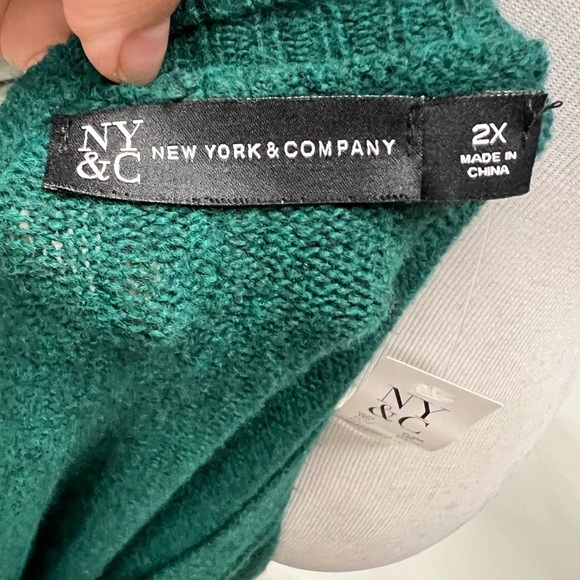 NY
&C
NEW YORK & COMPANY
2X
MADE IN
CHINA
NY
&C